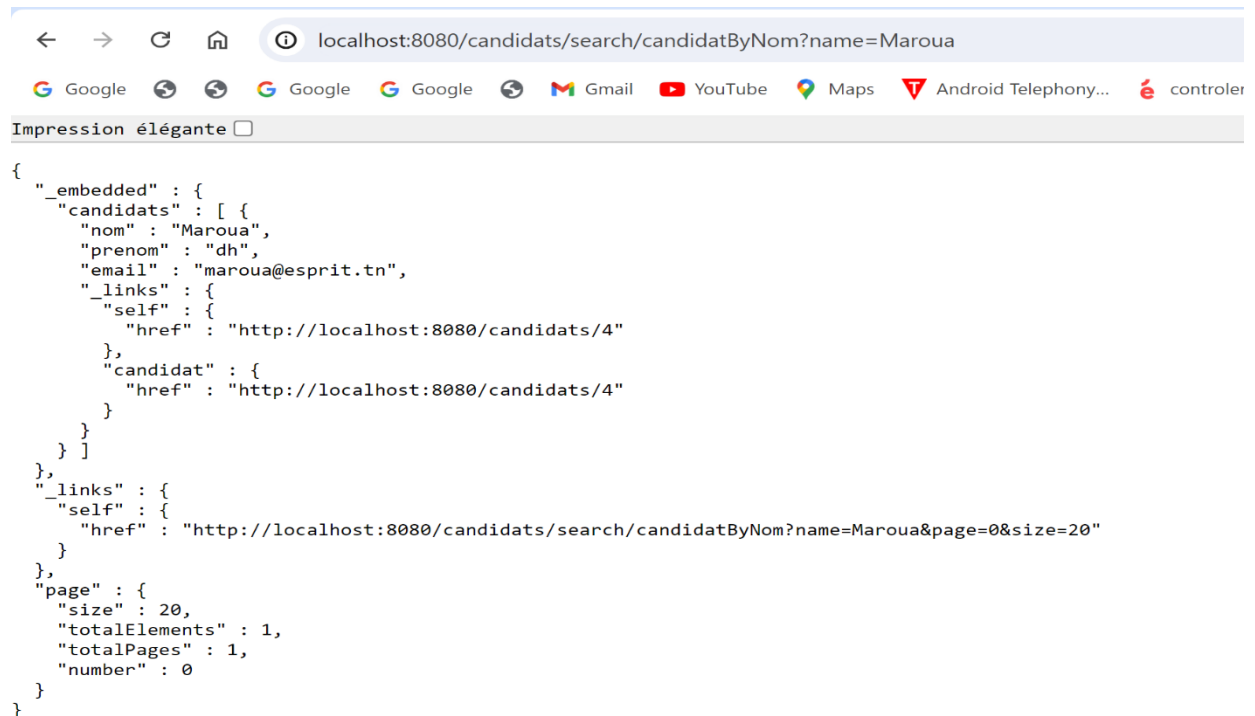 localhost:8080/candidats/search/candidatByNom?name=Maroua
Google Google Google Gmail YouTube Maps Android Telephony... controler
Impression élégante
{
  "_embedded" : {
    "candidats" : [ {
      "nom" : "Maroua",
      "prenom" : "dh",
      "email" : "maroua@esprit.tn",
      "_links" : {
        "self" : {
          "href" : "http://localhost:8080/candidats/4"
        },
        "candidat" : {
          "href" : "http://localhost:8080/candidats/4"
        }
      }
    } ]
  },
  "_links" : {
    "self" : {
      "href" : "http://localhost:8080/candidats/search/candidatByNom?name=Maroua&page=0&size=20"
    }
  },
  "page" : {
    "size" : 20,
    "totalElements" : 1,
    "totalPages" : 1,
    "number" : 0
  }
}